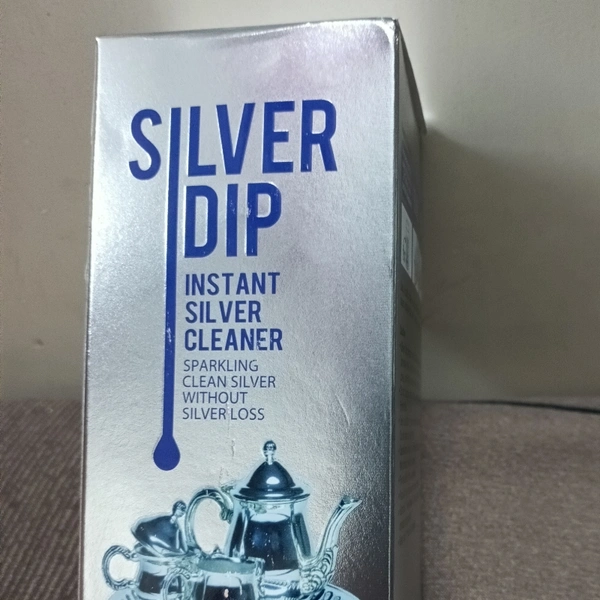 SILVER
DIP
INSTANT
SILVER
CLEANER
SPARKLING
CLEAN SILVER
WITHOUT
SILVER LOSS